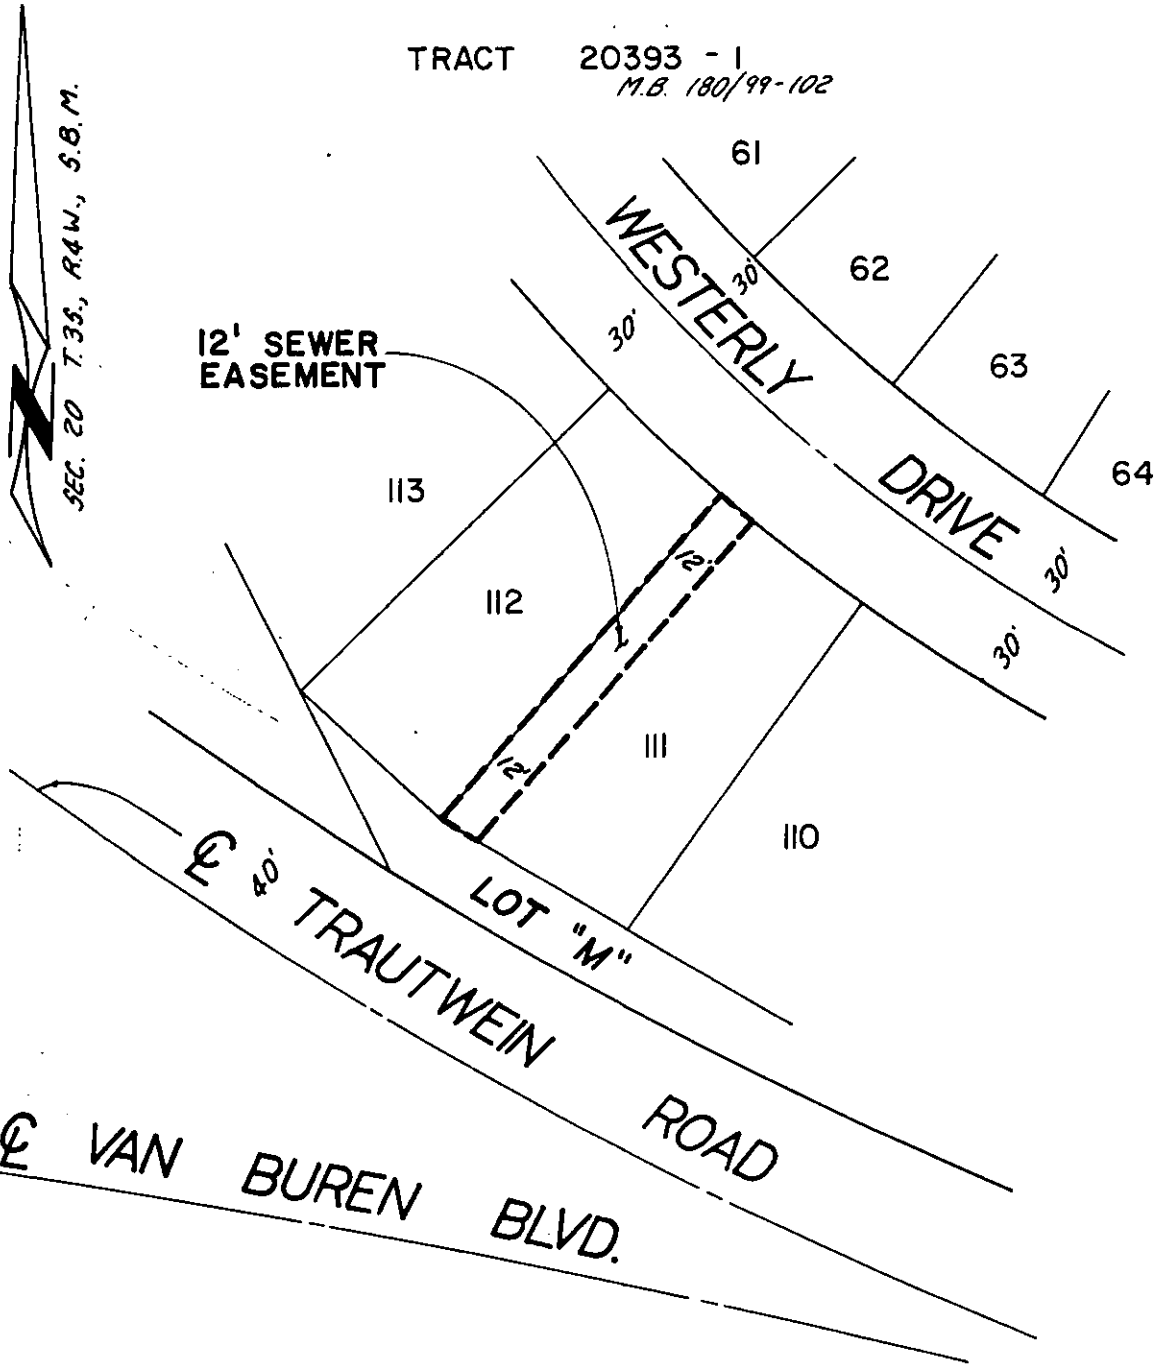 TRACT 20393 - 1
M.B. 180/99-102
SEC. 20 T.3S., R.4W., S.B.M.
N
61
62
63
64
WESTERLY DRIVE
30'
30'
30'
30'
12' SEWER
EASEMENT
113
112
12'
12'
111
110
LOT "M"
℄ 40' TRAUTWEIN ROAD
℄ VAN BUREN BLVD.